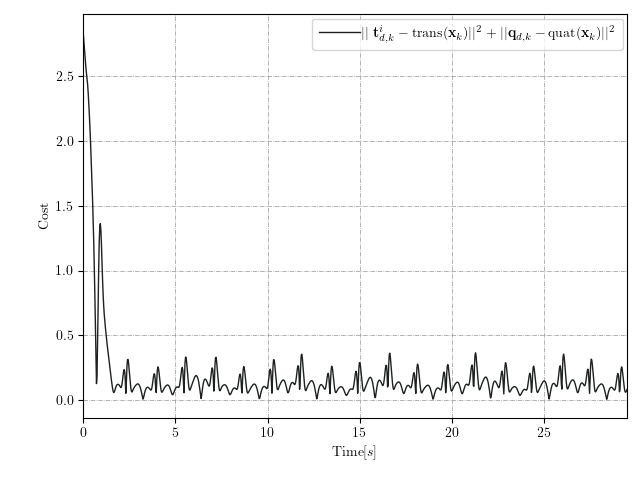 || t^i_{d,k} − trans(x_k)||^2 + ||q_{d,k} − quat(x_k)||^2
2.5
2.0
1.5
1.0
0.5
0.0
Cost
0 5 10 15 20 25
Time[s]